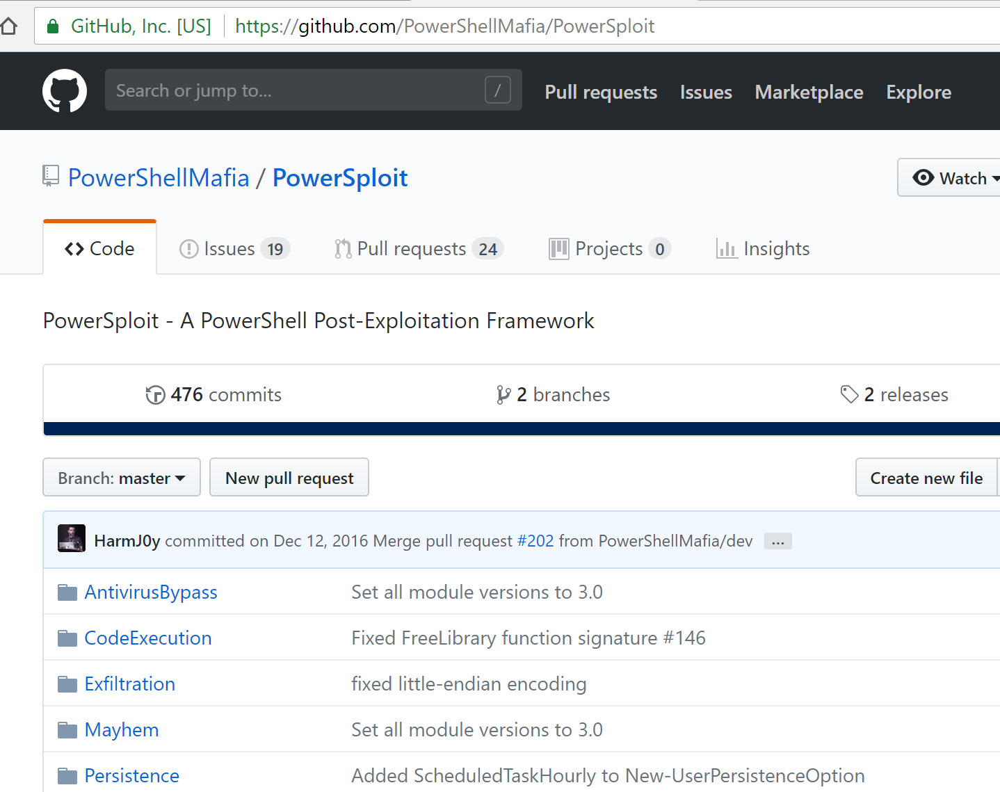 GitHub, Inc. [US] https://github.com/PowerShellMafia/PowerSploit
Search or jump to... / Pull requests Issues Marketplace Explore
PowerShellMafia / PowerSploit Watch
Code Issues 19 Pull requests 24 Projects 0 Insights
PowerSploit - A PowerShell Post-Exploitation Framework
476 commits 2 branches 2 releases
Branch: master New pull request Create new file
HarmJ0y committed on Dec 12, 2016 Merge pull request #202 from PowerShellMafia/dev ...
AntivirusBypass Set all module versions to 3.0
CodeExecution Fixed FreeLibrary function signature #146
Exfiltration fixed little-endian encoding
Mayhem Set all module versions to 3.0
Persistence Added ScheduledTaskHourly to New-UserPersistenceOption